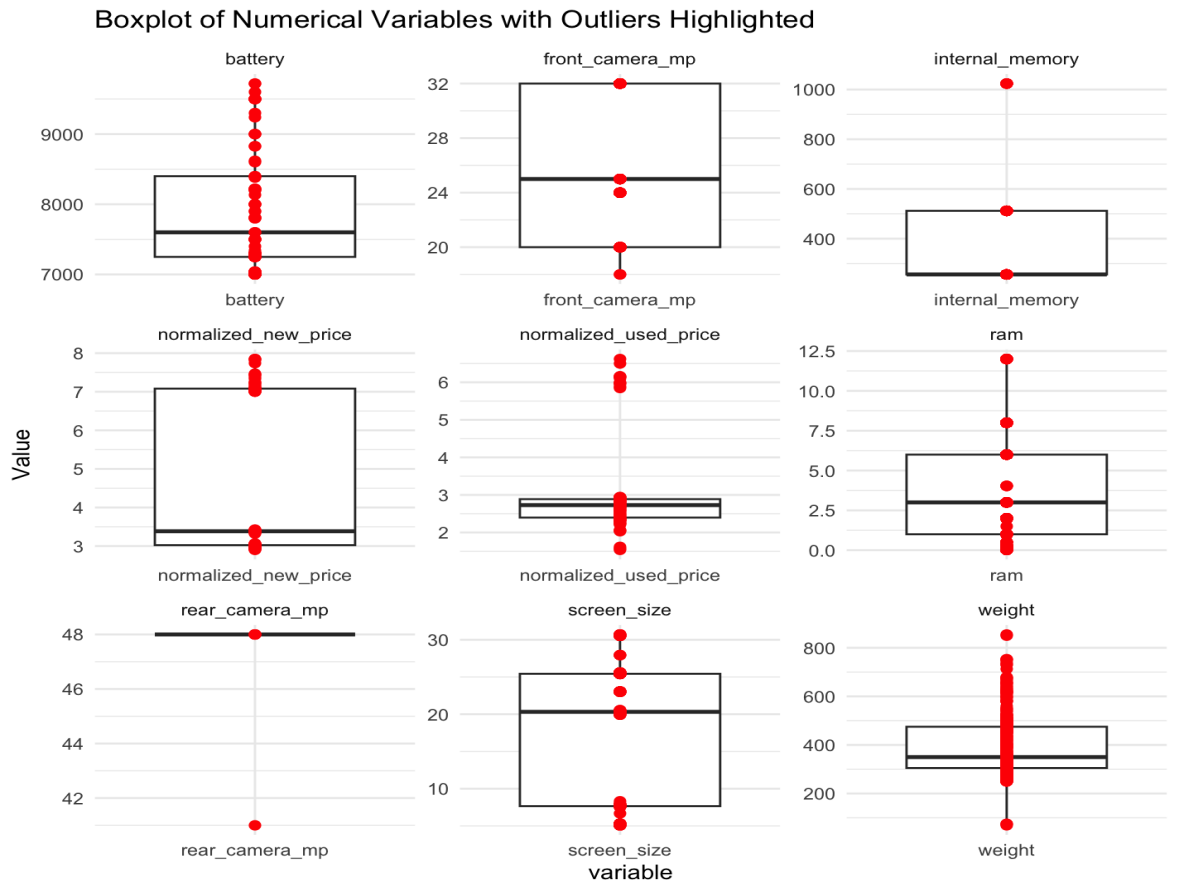 Boxplot of Numerical Variables with Outliers Highlighted
battery
front_camera_mp
internal_memory
9000
8000
7000
32
28
24
20
1000
800
600
400
battery
front_camera_mp
internal_memory
normalized_new_price
normalized_used_price
ram
8
7
6
5
4
3
6
5
4
3
2
12.5
10.0
7.5
5.0
2.5
0.0
Value
normalized_new_price
normalized_used_price
ram
rear_camera_mp
screen_size
weight
48
46
44
42
30
20
10
800
600
400
200
rear_camera_mp
screen_size
weight
variable